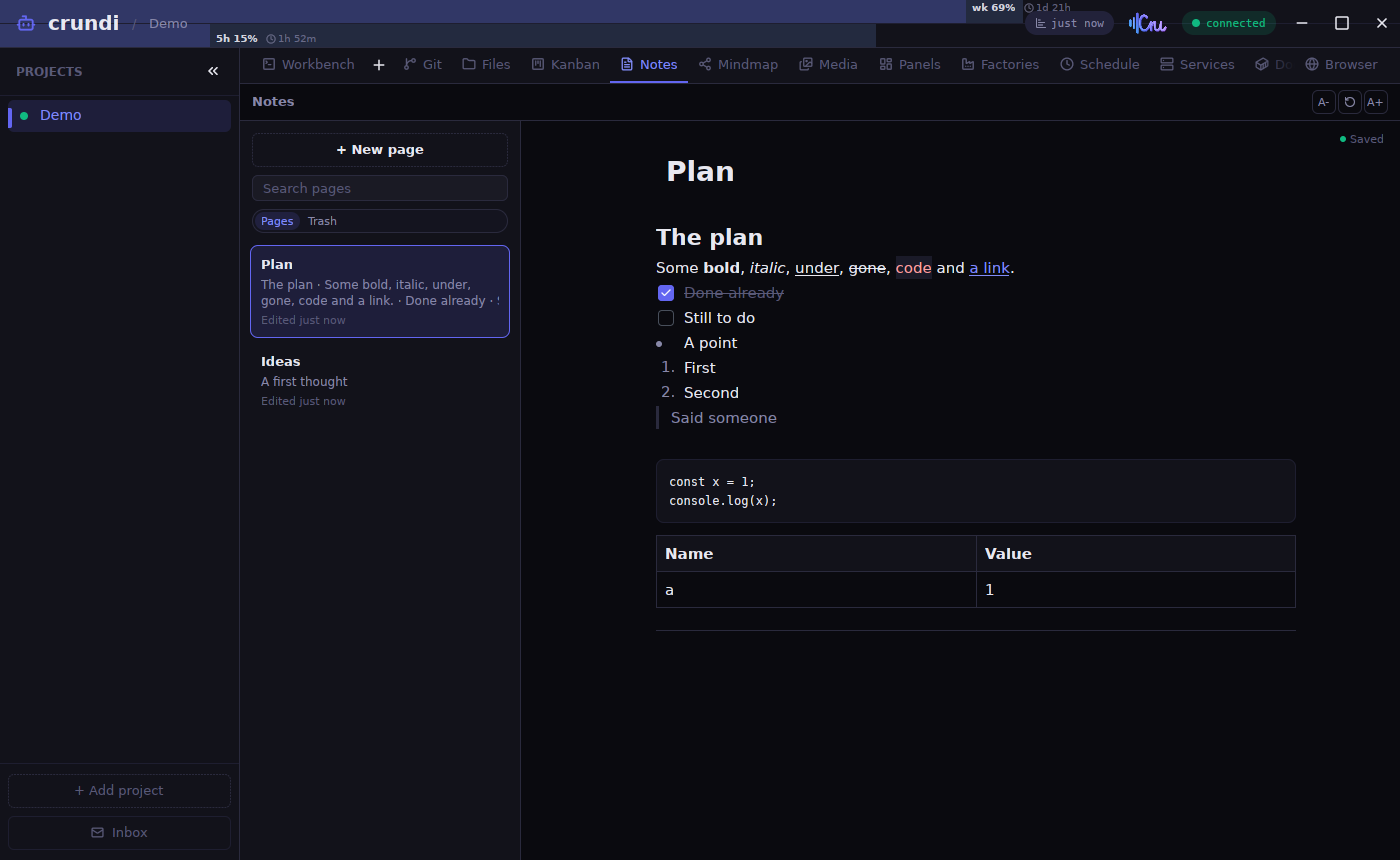 crundi / Demo
wk 69% 1d 21h
5h 15% 1h 52m
just now
Cru
connected
PROJECTS
Demo
+ Add project
Inbox
Workbench + Git Files Kanban Notes Mindmap Media Panels Factories Schedule Services Do Browser
Notes
A- A+
+ New page
Search pages
Pages Trash
Plan
The plan · Some bold, italic, under,
gone, code and a link. · Done already ·
Edited just now
Ideas
A first thought
Edited just now
Saved
Plan
The plan
Some bold, italic, under, gone, code and a link.
Done already
Still to do
• A point
1. First
2. Second
Said someone
const x = 1;
console.log(x);
Name Value
a 1